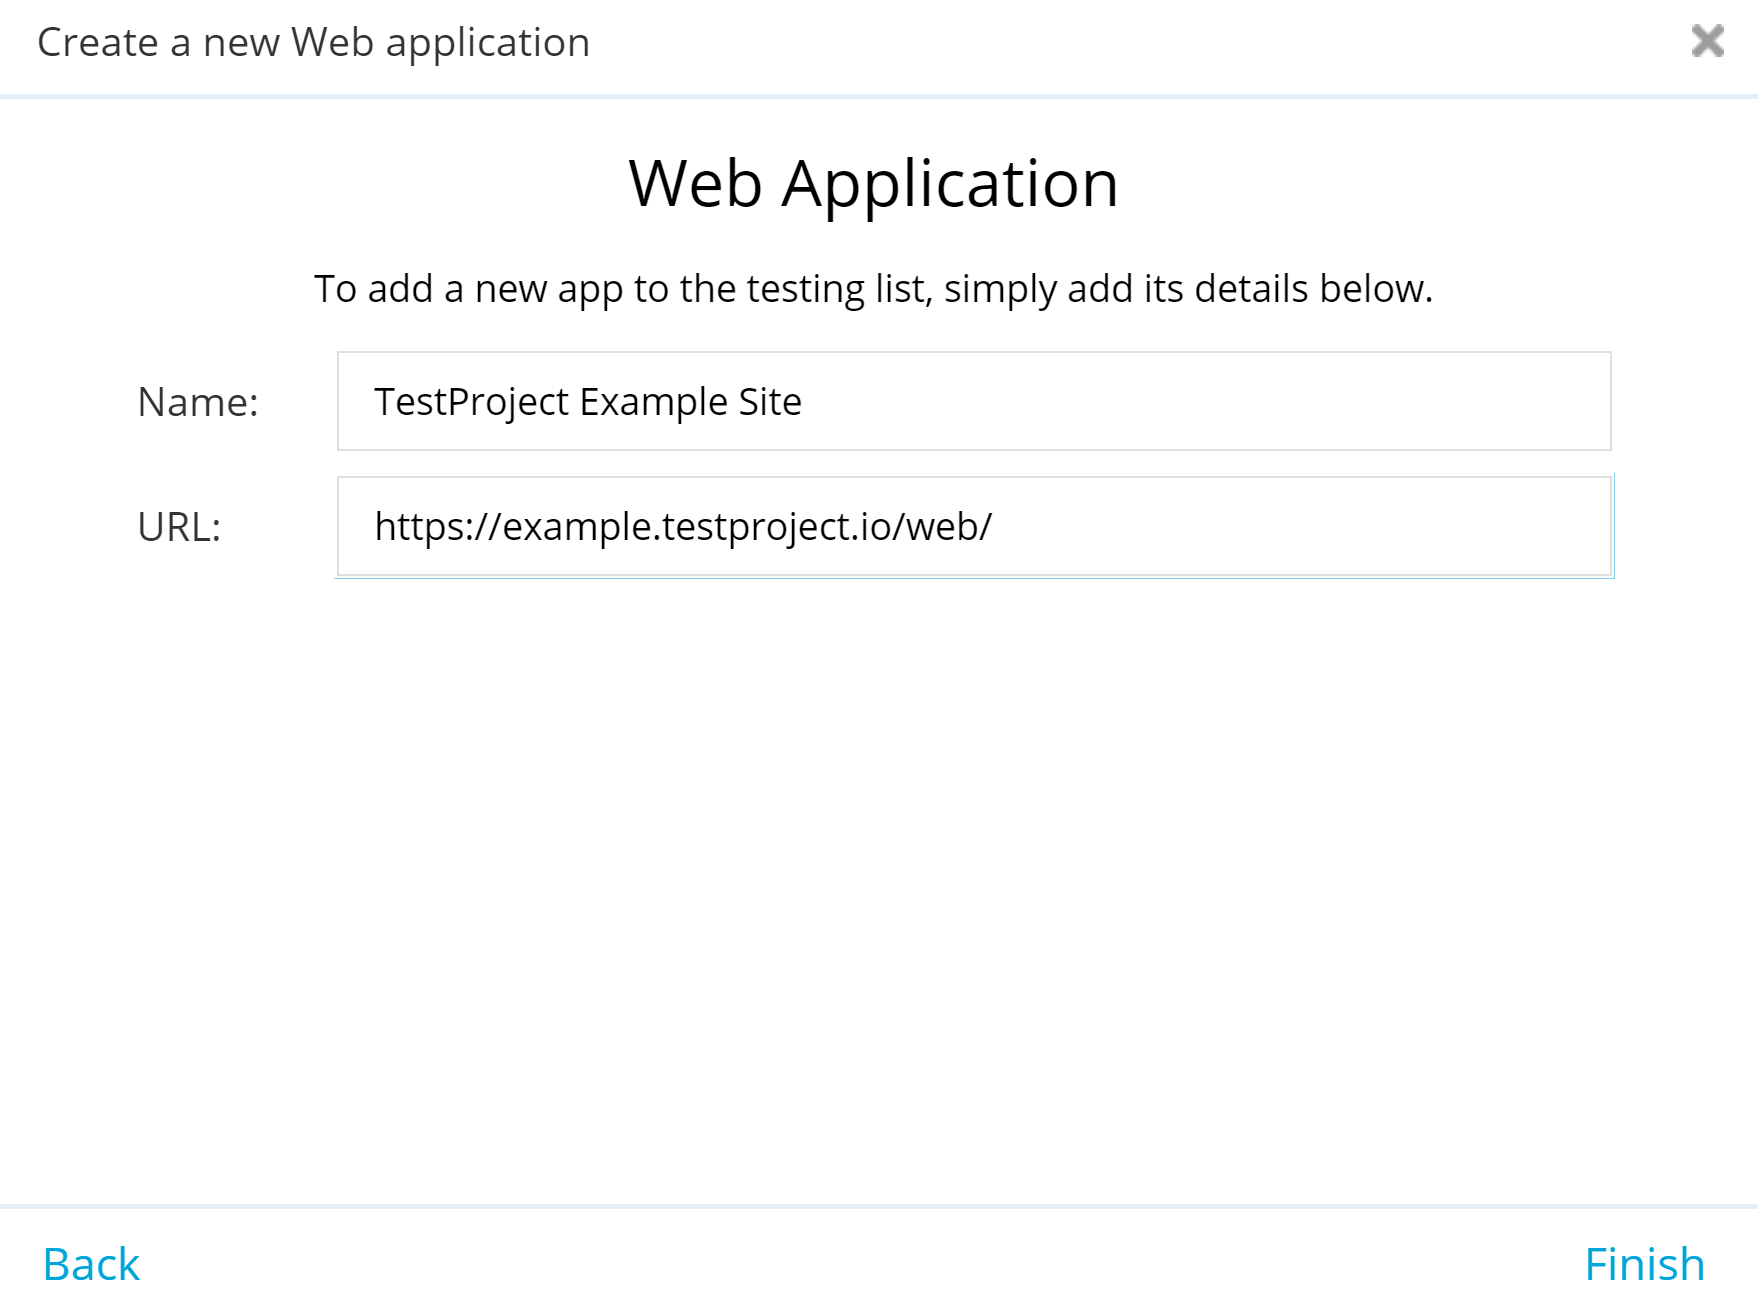 Create a new Web application
Web Application
To add a new app to the testing list, simply add its details below.
Name: TestProject Example Site
URL: https://example.testproject.io/web/
Back Finish